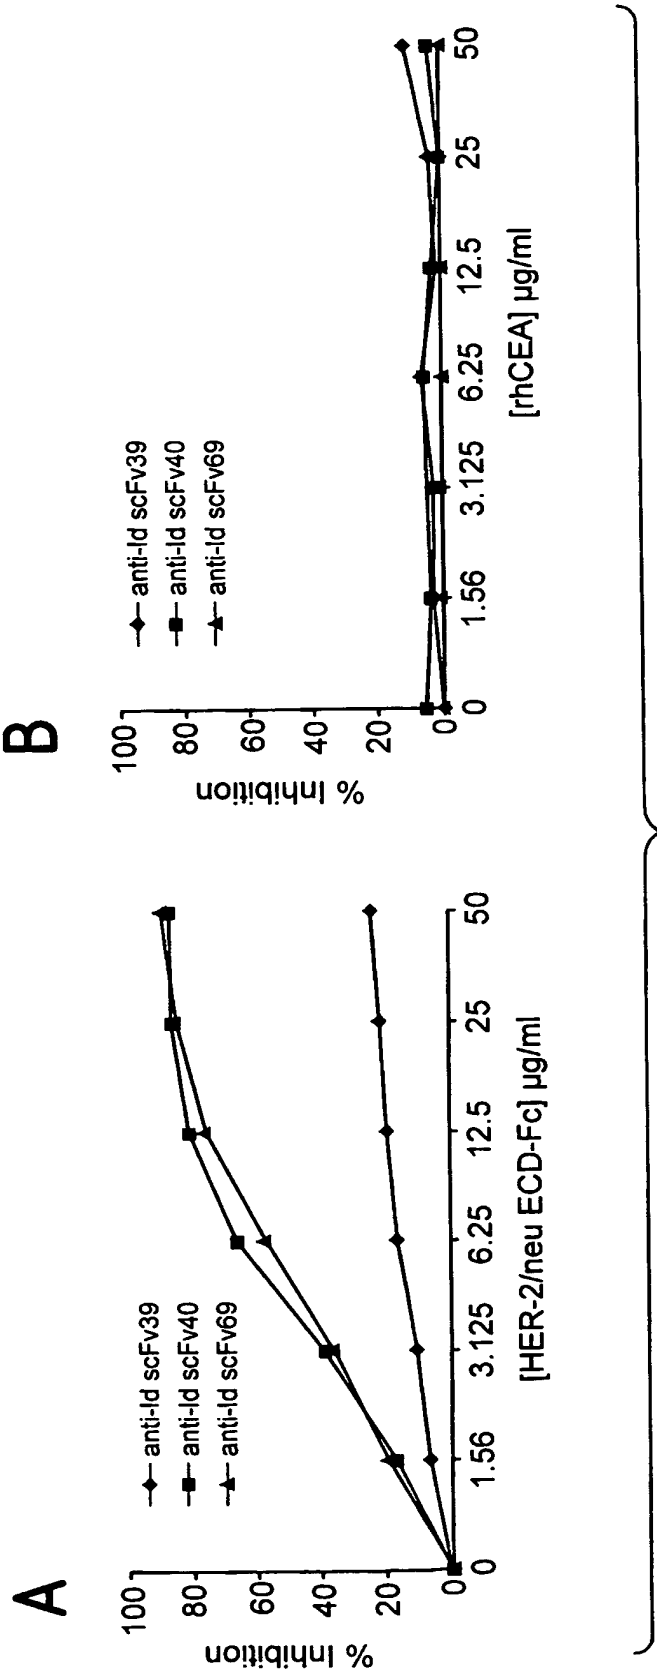 A
% Inhibition
100
80
60
40
20
0
anti-Id scFv39
anti-Id scFv40
anti-Id scFv69
0 1.56 3.125 6.25 12.5 25 50
[HER-2/neu ECD-Fc] µg/ml
B
% Inhibition
100
80
60
40
20
0
anti-Id scFv39
anti-Id scFv40
anti-Id scFv69
0 1.56 3.125 6.25 12.5 25 50
[rhCEA] µg/ml